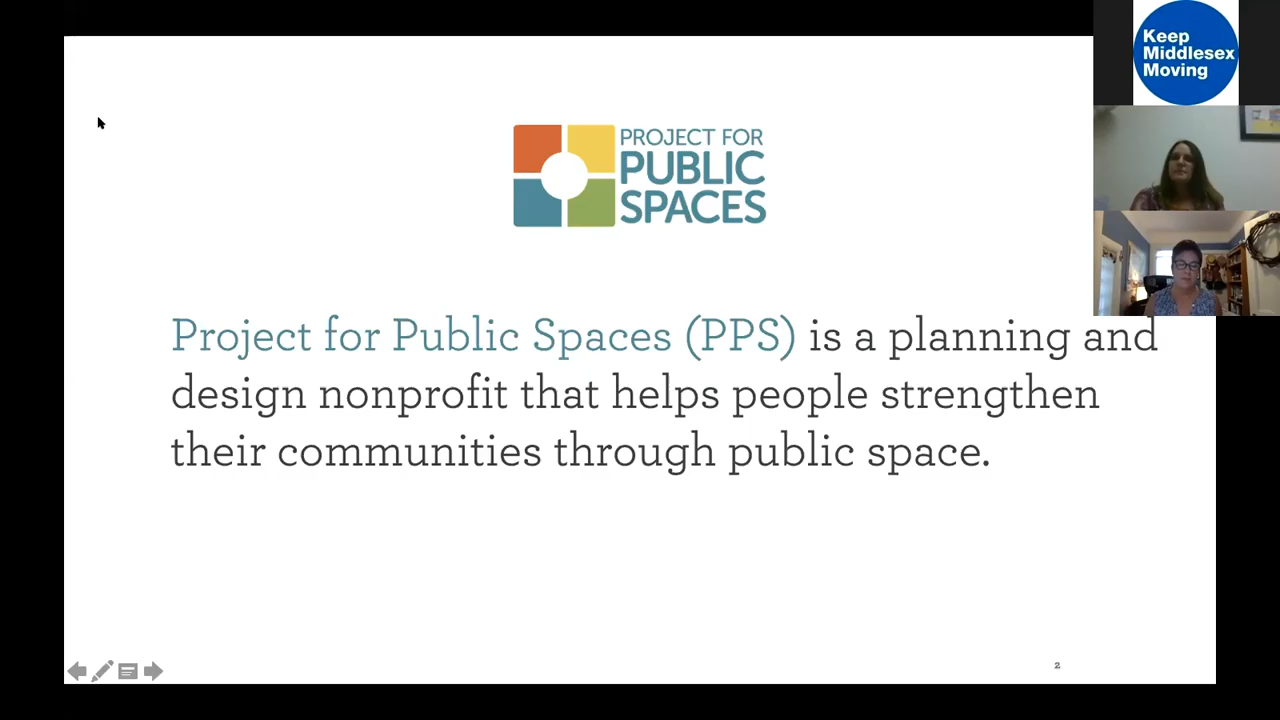 Keep
Middlesex
Moving
PROJECT FOR
PUBLIC
SPACES
Project for Public Spaces (PPS) is a planning and
design nonprofit that helps people strengthen
their communities through public space.
2